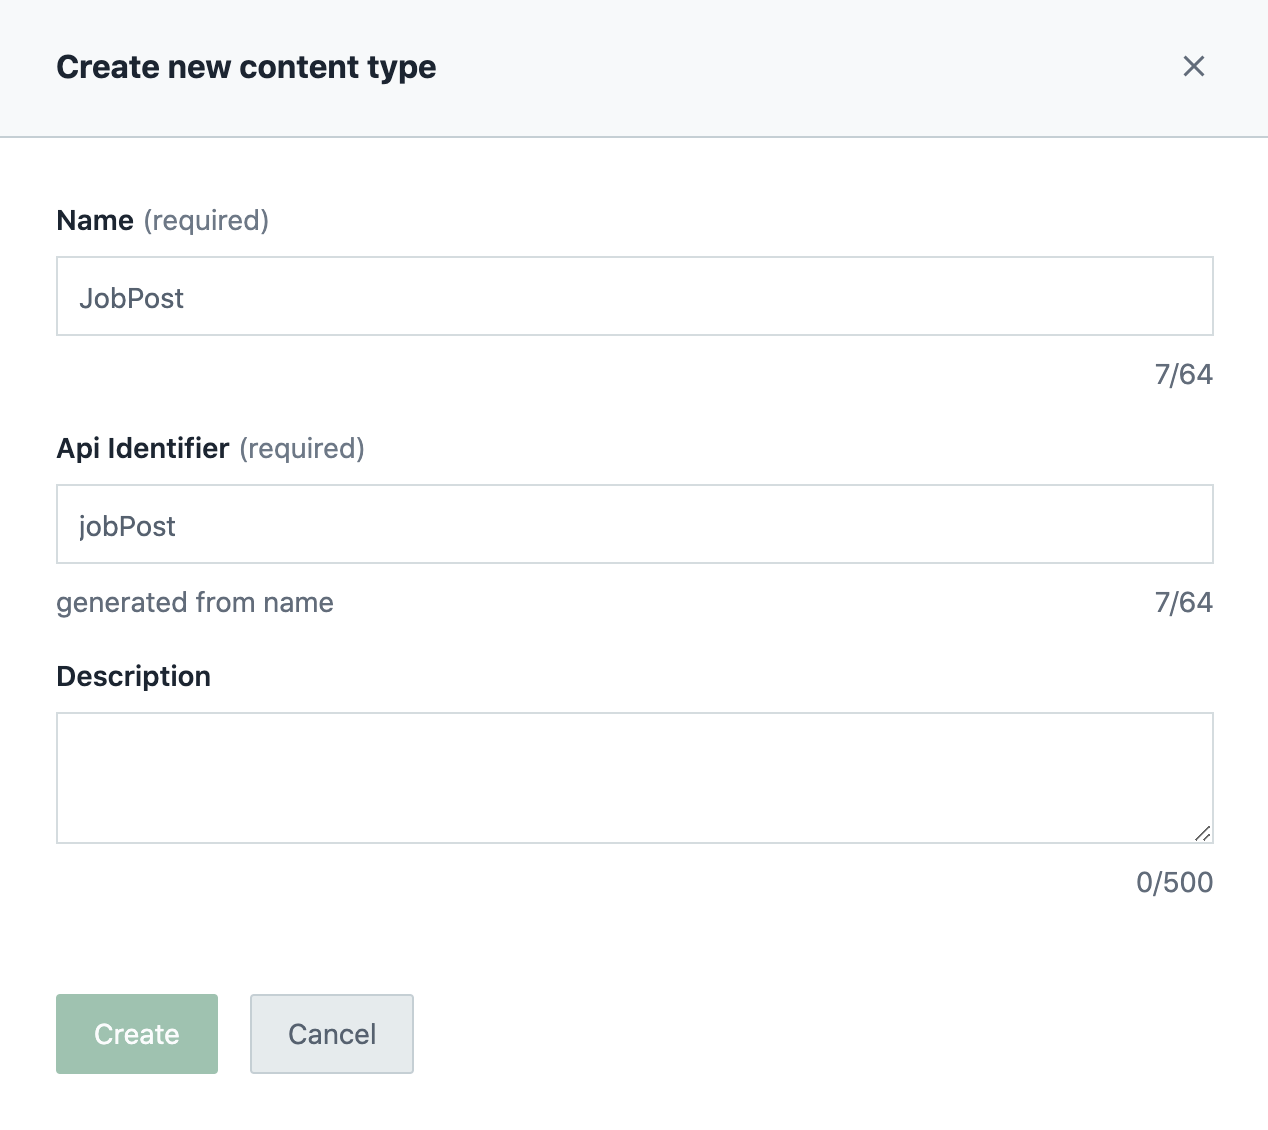 Create new content type
Name (required)
JobPost
7/64
Api Identifier (required)
jobPost
generated from name 7/64
Description
0/500
Create Cancel